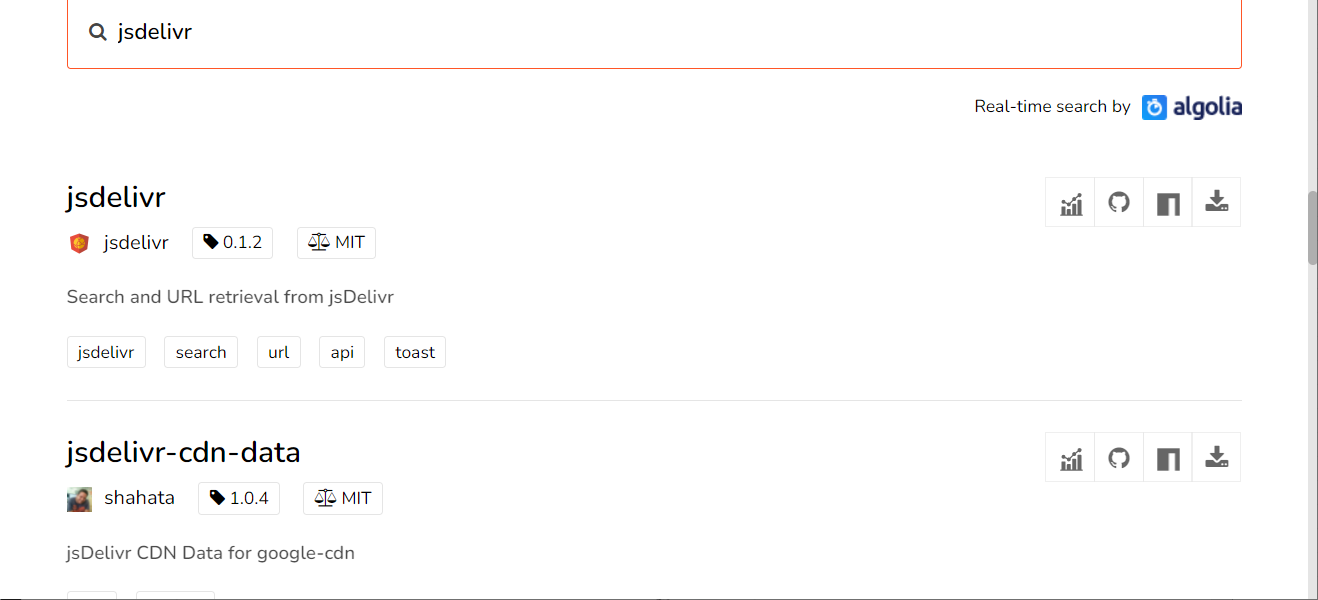 jsdelivr
Real-time search by algolia
jsdelivr
jsdelivr 0.1.2 MIT
Search and URL retrieval from jsDelivr
jsdelivr search url api toast
jsdelivr-cdn-data
shahata 1.0.4 MIT
jsDelivr CDN Data for google-cdn